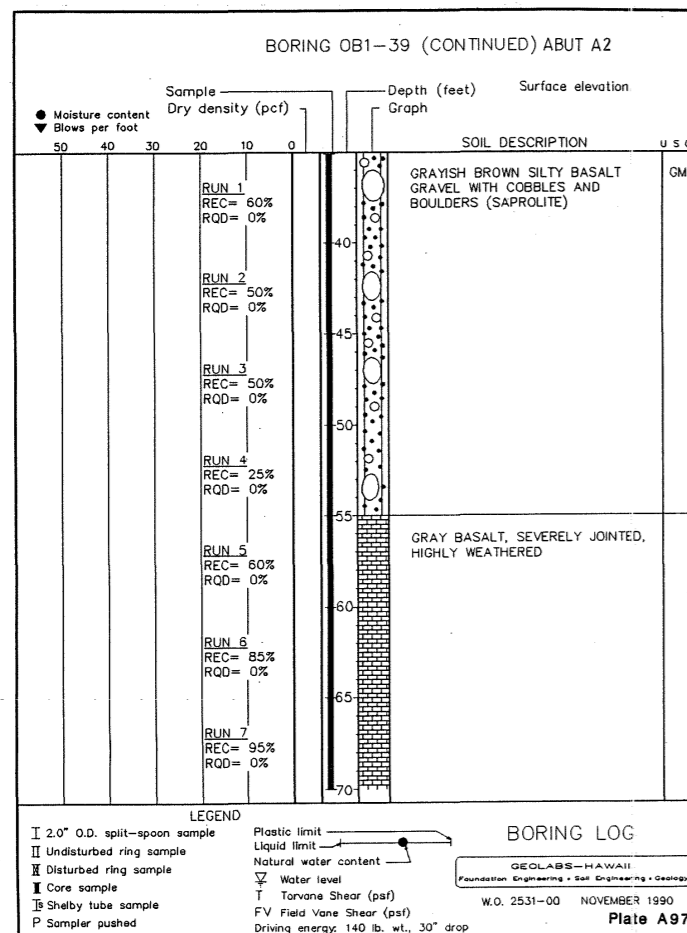 BORING OB1-39 (CONTINUED) ABUT A2
Sample
Depth (feet)
Surface elevation
Dry density (pcf)
Graph
● Moisture content
▼ Blows per foot
50 40 30 20 10 0
SOIL DESCRIPTION
U S C
GRAYISH BROWN SILTY BASALT
GRAVEL WITH COBBLES AND
BOULDERS (SAPROLITE)
GM
RUN 1
REC= 60%
RQD= 0%
40
RUN 2
REC= 50%
RQD= 0%
45
RUN 3
REC= 50%
RQD= 0%
50
RUN 4
REC= 25%
RQD= 0%
55
GRAY BASALT, SEVERELY JOINTED,
HIGHLY WEATHERED
RUN 5
REC= 60%
RQD= 0%
60
RUN 6
REC= 85%
RQD= 0%
65
RUN 7
REC= 95%
RQD= 0%
70
LEGEND
2.0" O.D. split-spoon sample
Undisturbed ring sample
Disturbed ring sample
Core sample
Shelby tube sample
P Sampler pushed
Plastic limit
Liquid limit
Natural water content
Water level
T Torvane Shear (psf)
FV Field Vane Shear (psf)
Driving energy: 140 lb. wt., 30" drop
BORING LOG
GEOLABS-HAWAII
Foundation Engineering • Soil Engineering • Geology
W.O. 2531-00 NOVEMBER 1990
Plate A97